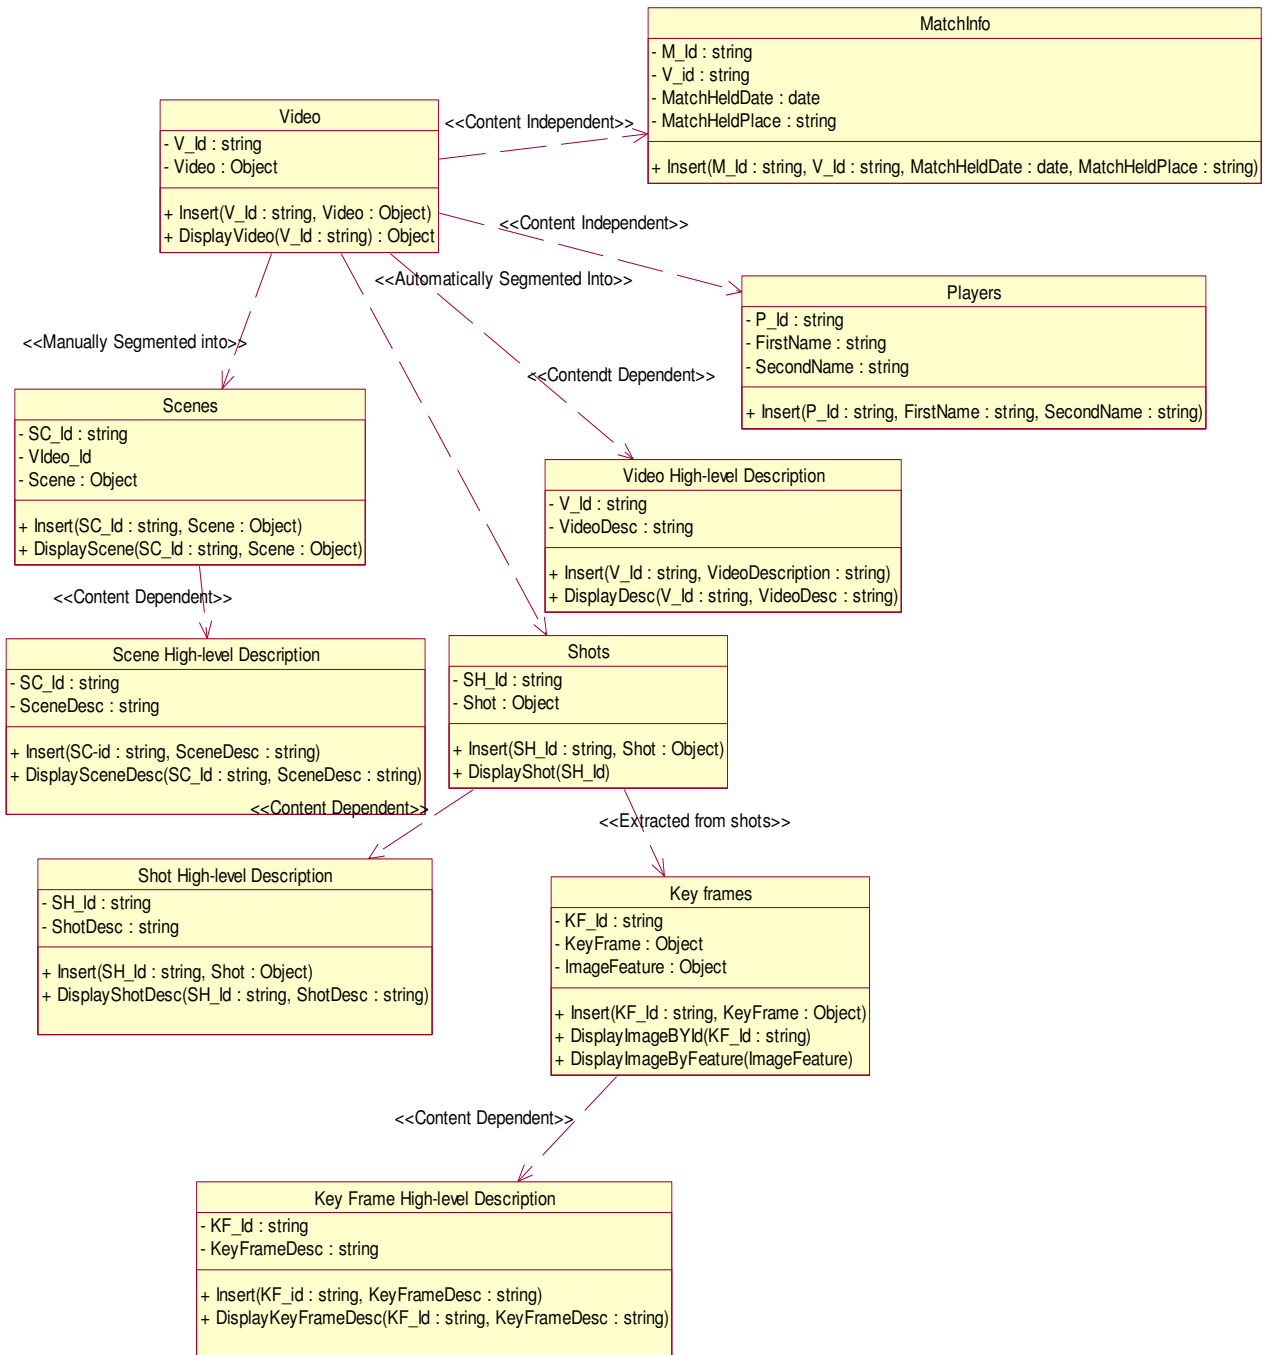 MatchInfo
- M_Id : string
- V_id : string
- MatchHeldDate : date
- MatchHeldPlace : string
+ Insert(M_Id : string, V_Id : string, MatchHeldDate : date, MatchHeldPlace : string)
Video
- V_Id : string
- Video : Object
+ Insert(V_Id : string, Video : Object)
+ DisplayVideo(V_Id : string) : Object
<<Content Independent>>
<<Content Independent>>
<<Automatically Segmented Into>>
Players
- P_Id : string
- FirstName : string
- SecondName : string
+ Insert(P_Id : string, FirstName : string, SecondName : string)
<<Manually Segmented into>>
<<Contendt Dependent>>
Scenes
- SC_Id : string
- VIdeo_Id
- Scene : Object
+ Insert(SC_Id : string, Scene : Object)
+ DisplayScene(SC_Id : string, Scene : Object)
Video High-level Description
- V_Id : string
- VideoDesc : string
+ Insert(V_Id : string, VideoDescription : string)
+ DisplayDesc(V_Id : string, VideoDesc : string)
<<Content Dependent>>
Scene High-level Description
- SC_Id : string
- SceneDesc : string
+ Insert(SC-id : string, SceneDesc : string)
+ DisplaySceneDesc(SC_Id : string, SceneDesc : string)
Shots
- SH_Id : string
- Shot : Object
+ Insert(SH_Id : string, Shot : Object)
+ DisplayShot(SH_Id)
<<Content Dependent>>
<<Extracted from shots>>
Shot High-level Description
- SH_Id : string
- ShotDesc : string
+ Insert(SH_Id : string, Shot : Object)
+ DisplayShotDesc(SH_Id : string, ShotDesc : string)
Key frames
- KF_Id : string
- KeyFrame : Object
- ImageFeature : Object
+ Insert(KF_Id : string, KeyFrame : Object)
+ DisplayImageBYId(KF_Id : string)
+ DisplayImageByFeature(ImageFeature)
<<Content Dependent>>
Key Frame High-level Description
- KF_Id : string
- KeyFrameDesc : string
+ Insert(KF_id : string, KeyFrameDesc : string)
+ DisplayKeyFrameDesc(KF_Id : string, KeyFrameDesc : string)